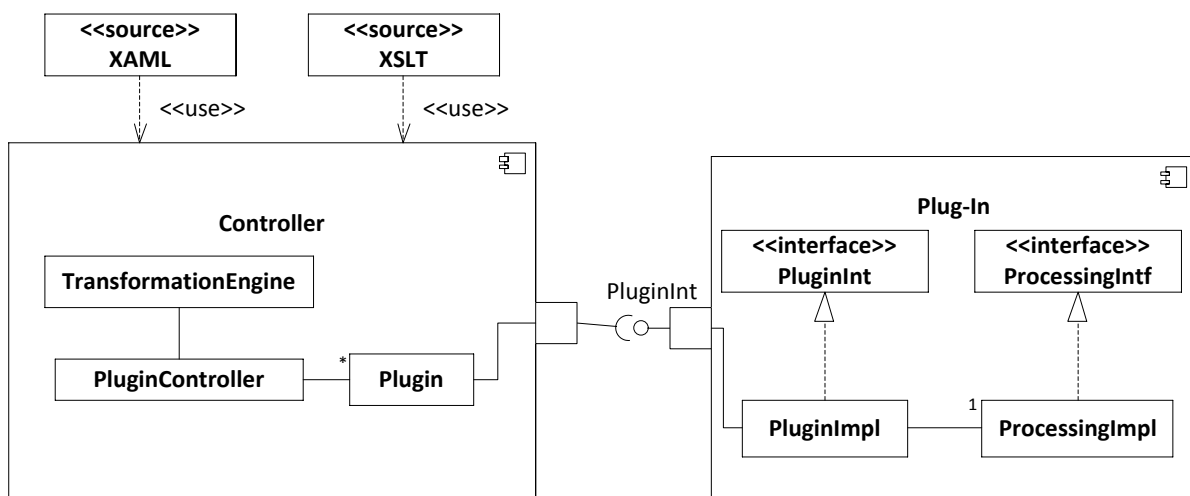 <<source>>
XAML
<<source>>
XSLT
<<use>>
<<use>>
Controller
TransformationEngine
PluginController
*
Plugin
PluginInt
Plug-In
<<interface>>
PluginInt
<<interface>>
ProcessingIntf
PluginImpl
1
ProcessingImpl